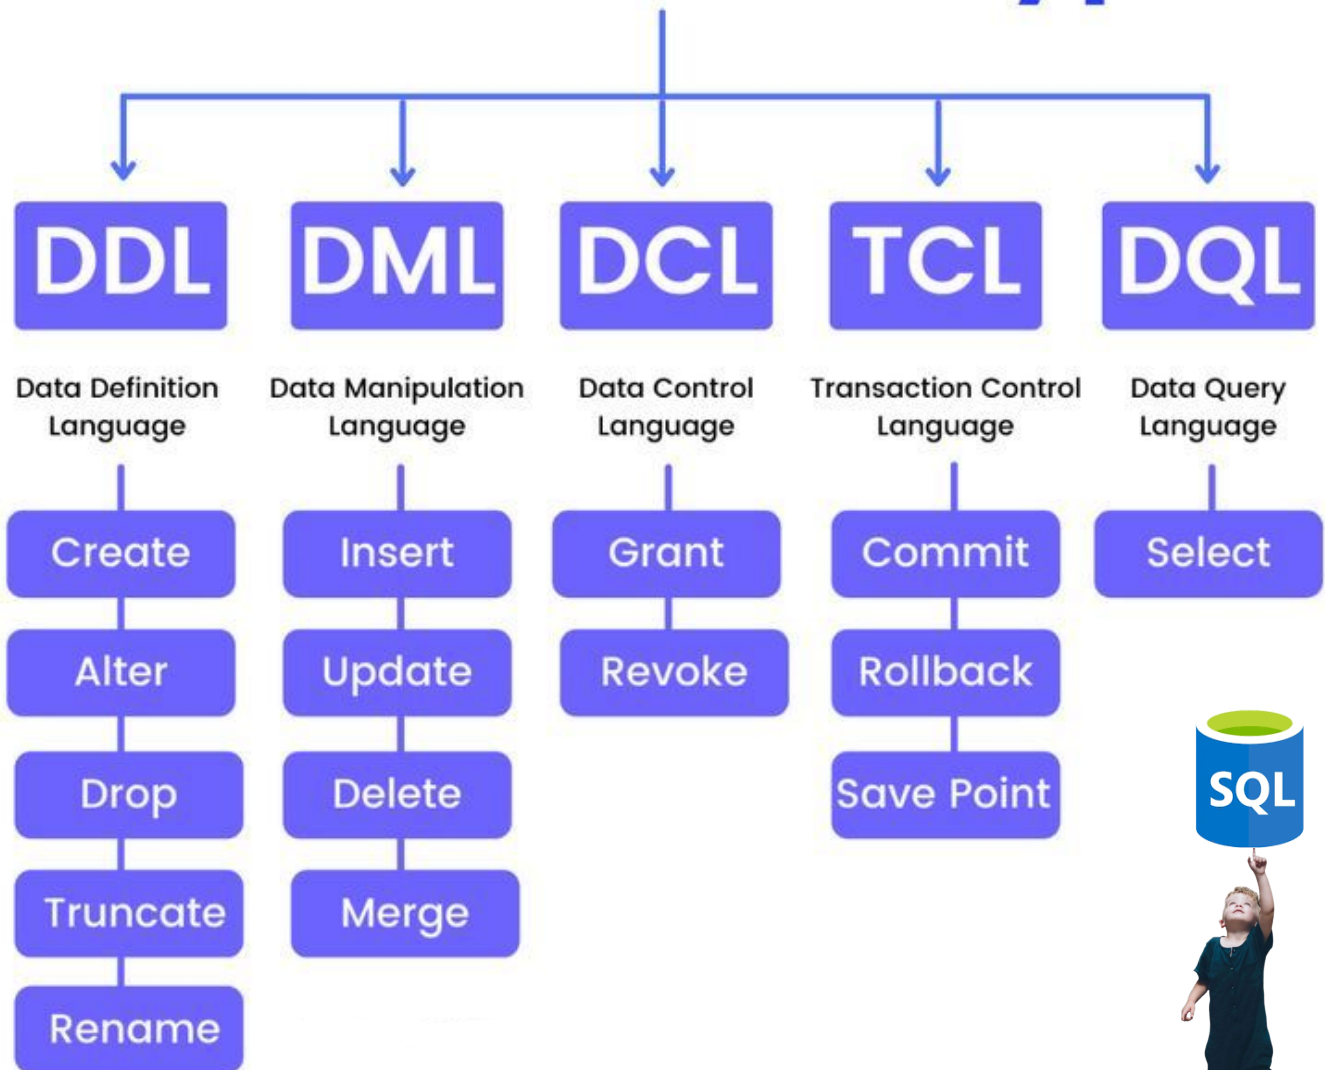 DDL
DML
DCL
TCL
DQL
Data Definition
Language
Data Manipulation
Language
Data Control
Language
Transaction Control
Language
Data Query
Language
Create
Alter
Drop
Truncate
Rename
Insert
Update
Delete
Merge
Grant
Revoke
Commit
Rollback
Save Point
Select
SQL